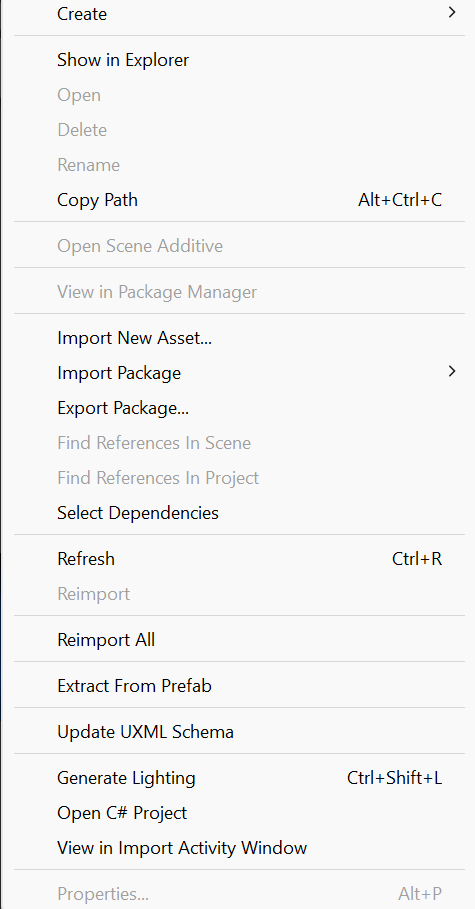 Create
Show in Explorer
Open
Delete
Rename
Copy Path Alt+Ctrl+C
Open Scene Additive
View in Package Manager
Import New Asset...
Import Package
Export Package...
Find References In Scene
Find References In Project
Select Dependencies
Refresh Ctrl+R
Reimport
Reimport All
Extract From Prefab
Update UXML Schema
Generate Lighting Ctrl+Shift+L
Open C# Project
View in Import Activity Window
Properties... Alt+P